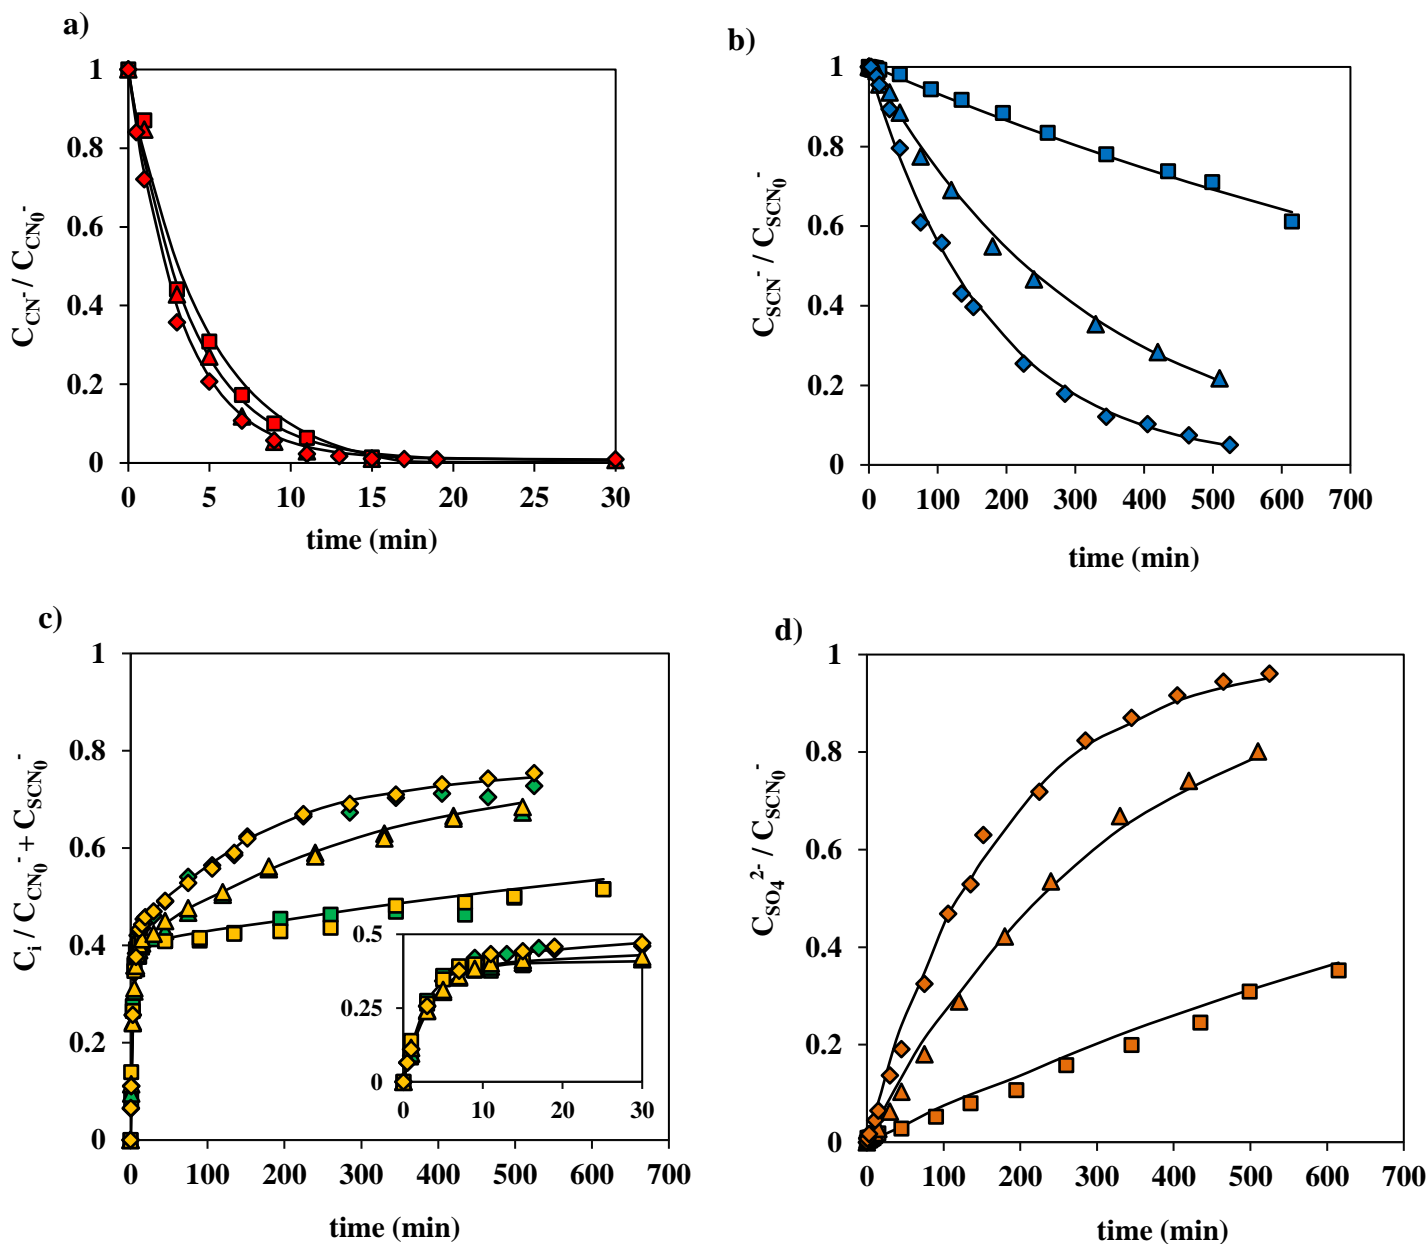 a)
1
0.8
0.6
0.4
0.2
0
0 5 10 15 20 25 30
time (min)
C_CN⁻ / C_CN₀⁻
b)
1
0.8
0.6
0.4
0.2
0
0 100 200 300 400 500 600 700
time (min)
C_SCN⁻ / C_SCN₀⁻
c)
1
0.8
0.6
0.4
0.2
0
0 100 200 300 400 500 600 700
time (min)
C_i / C_CN₀⁻ + C_SCN₀⁻
0.5
0.25
0
0 10 20 30
d)
1
0.8
0.6
0.4
0.2
0
0 100 200 300 400 500 600 700
time (min)
C_SO₄²⁻ / C_SCN₀⁻